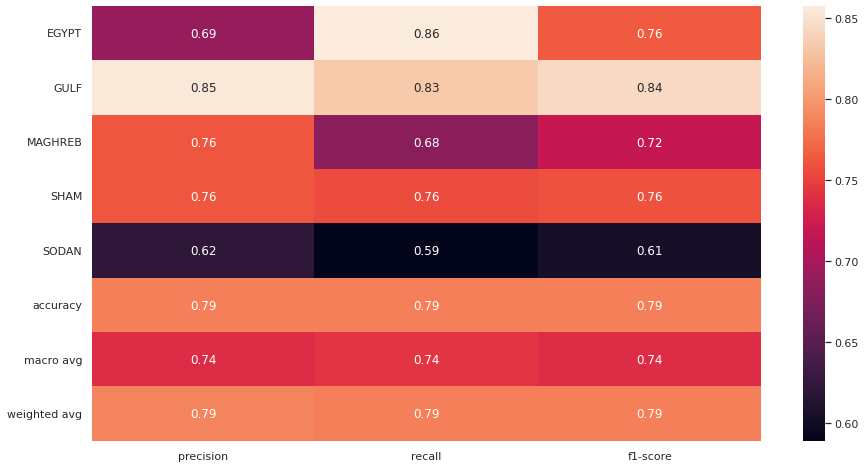 EGYPT 0.69 0.86 0.76
GULF 0.85 0.83 0.84
MAGHREB 0.76 0.68 0.72
SHAM 0.76 0.76 0.76
SODAN 0.62 0.59 0.61
accuracy 0.79 0.79 0.79
macro avg 0.74 0.74 0.74
weighted avg 0.79 0.79 0.79
precision recall f1-score
0.85
0.80
0.75
0.70
0.65
0.60